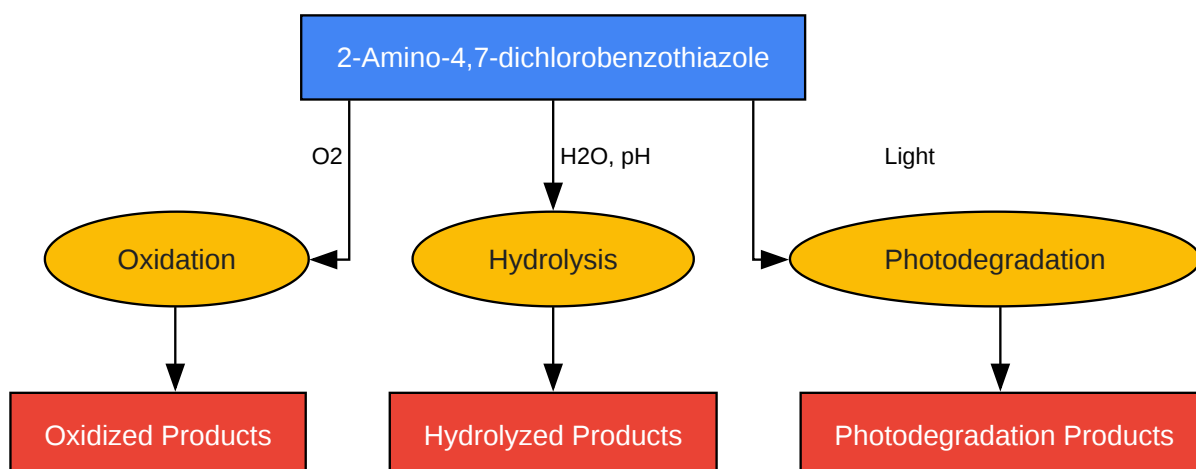 2-Amino-4,7-dichlorobenzothiazole
O2
H2O, pH
Light
Oxidation
Hydrolysis
Photodegradation
Oxidized Products
Hydrolyzed Products
Photodegradation Products